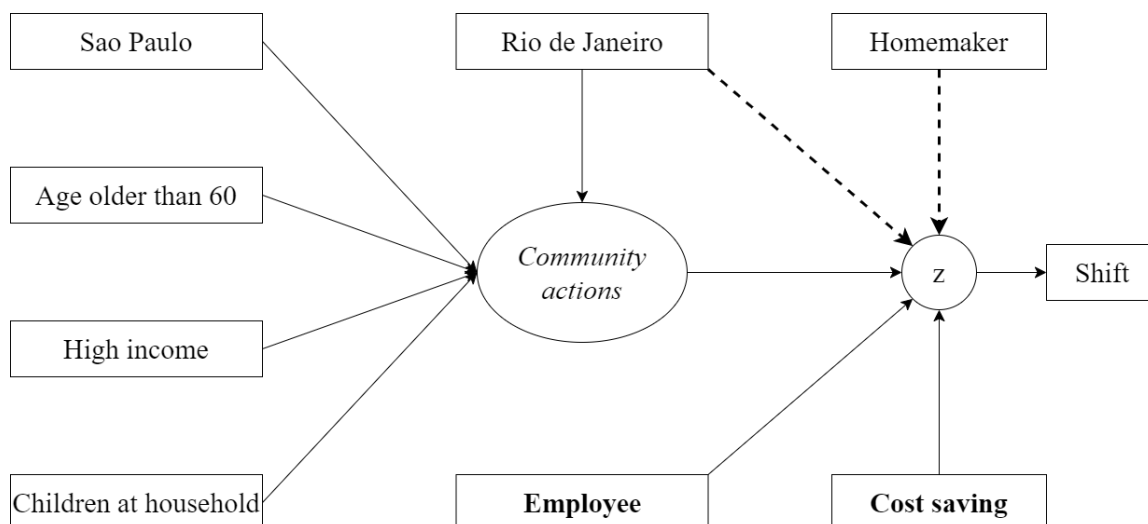 Sao Paulo
Rio de Janeiro
Homemaker
Age older than 60
Community
actions
z
Shift
High income
Children at household
Employee
Cost saving